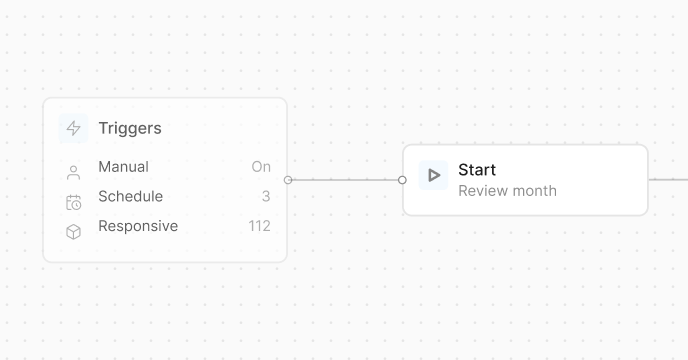 Triggers
Manual On
Schedule 3
Responsive 112
Start
Review month